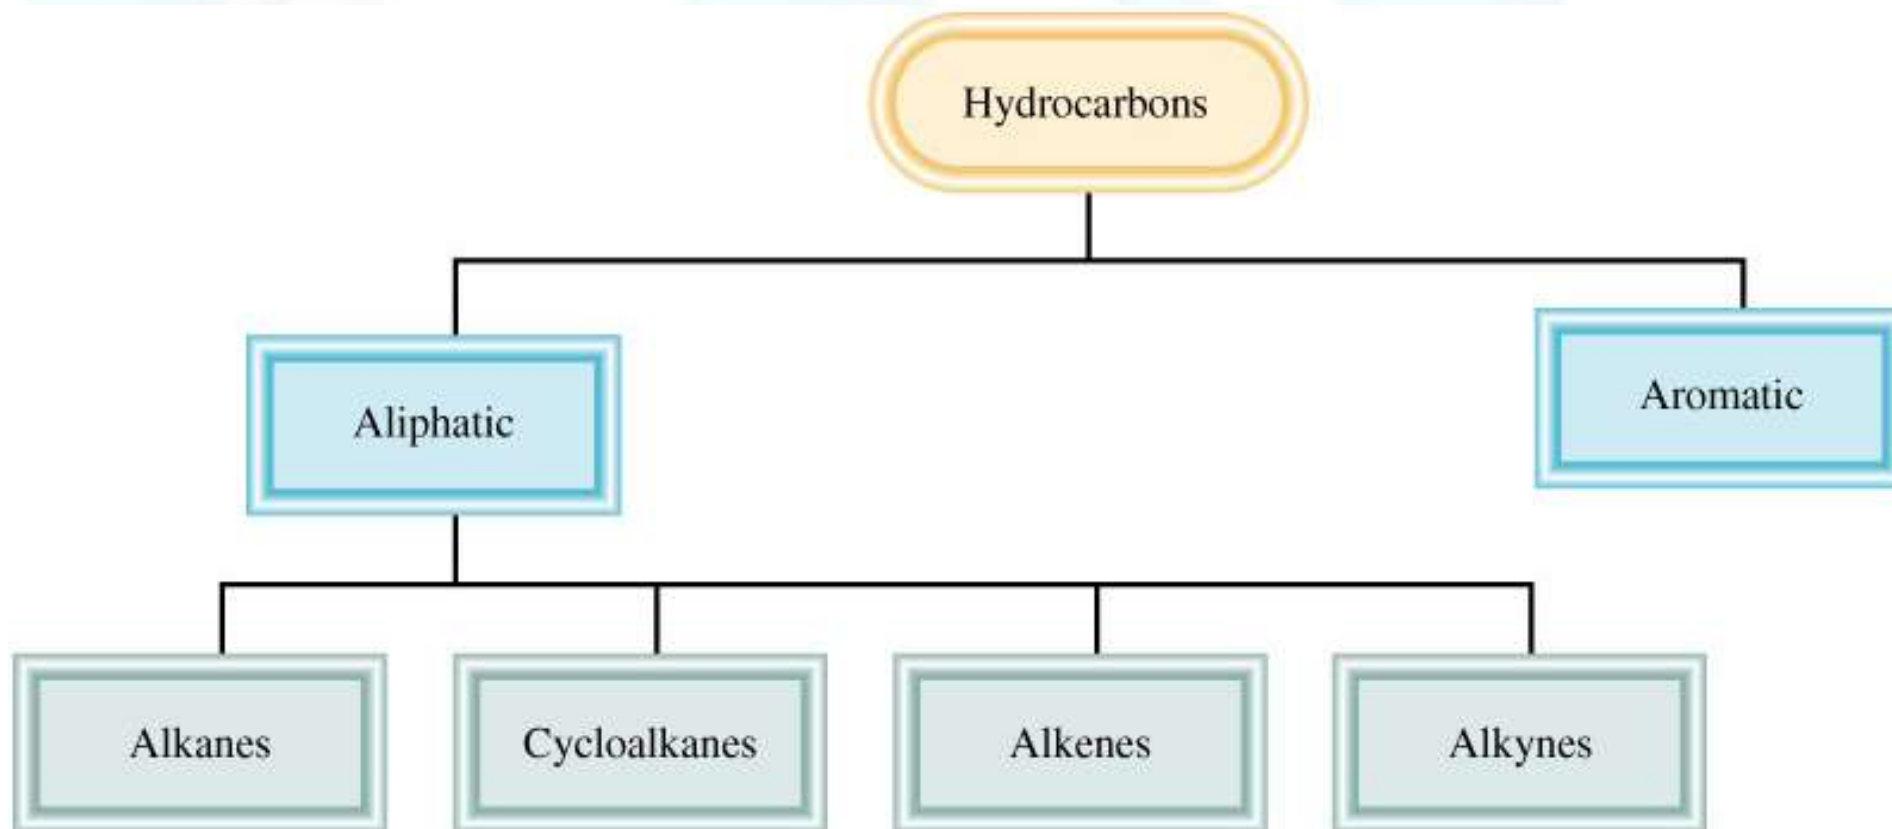 Hydrocarbons
Aliphatic
Aromatic
Alkanes
Cycloalkanes
Alkenes
Alkynes